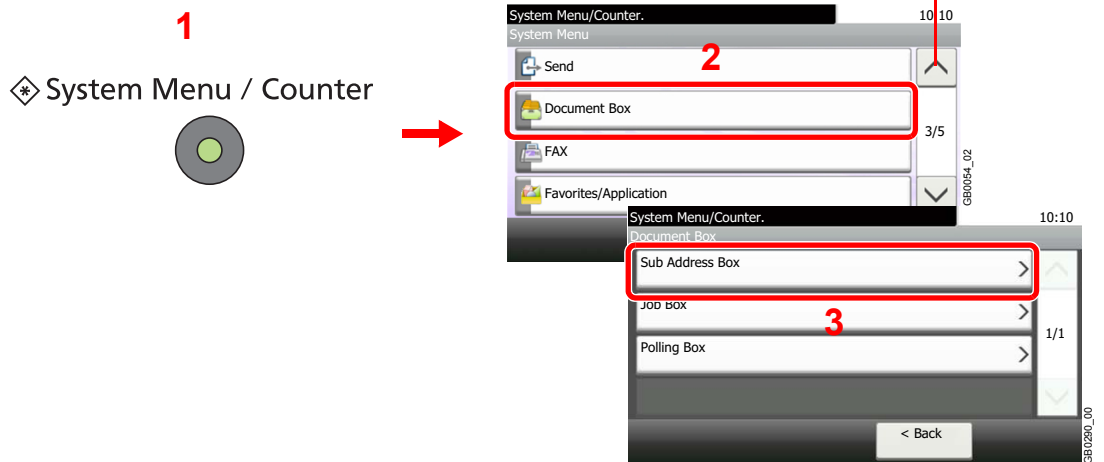 1
System Menu / Counter
System Menu/Counter.
10:10
System Menu
2
Send
Document Box
3/5
FAX
Favorites/Application
GB0054_02
System Menu/Counter.
10:10
Document Box
Sub Address Box
Job Box
3
1/1
Polling Box
< Back
GB0290_00